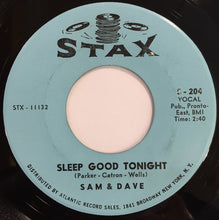 STAX
STX - 11132
S - 204
VOCAL
Pub., Pronto-
East, BMI
Time: 2:40
SLEEP GOOD TONIGHT
(Parker - Catron - Wells)
SAM & DAVE
DISTRIBUTED BY ATLANTIC RECORD SALES, 1841 BROADWAY NEW YORK, N. Y.